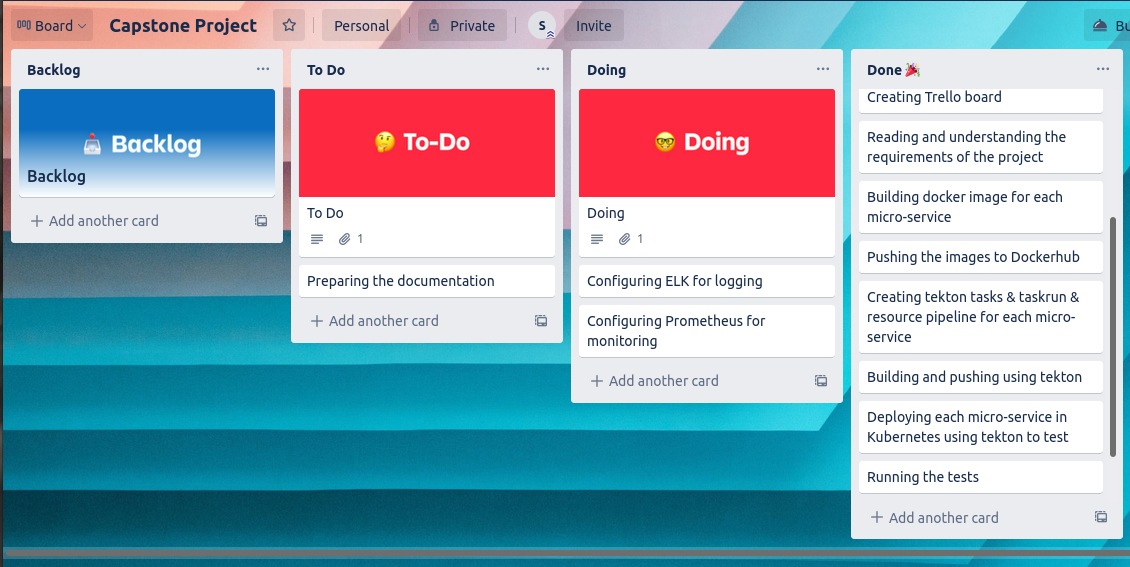 Board
Capstone Project
Personal
Private
S
Invite
Backlog
Backlog
Backlog
Add another card
To Do
To-Do
To Do
1
Preparing the documentation
Add another card
Doing
Doing
Doing
1
Configuring ELK for logging
Configuring Prometheus for
monitoring
Add another card
Done
Creating Trello board
Reading and understanding the
requirements of the project
Building docker image for each
micro-service
Pushing the images to Dockerhub
Creating tekton tasks & taskrun &
resource pipeline for each micro-
service
Building and pushing using tekton
Deploying each micro-service in
Kubernetes using tekton to test
Running the tests
Add another card